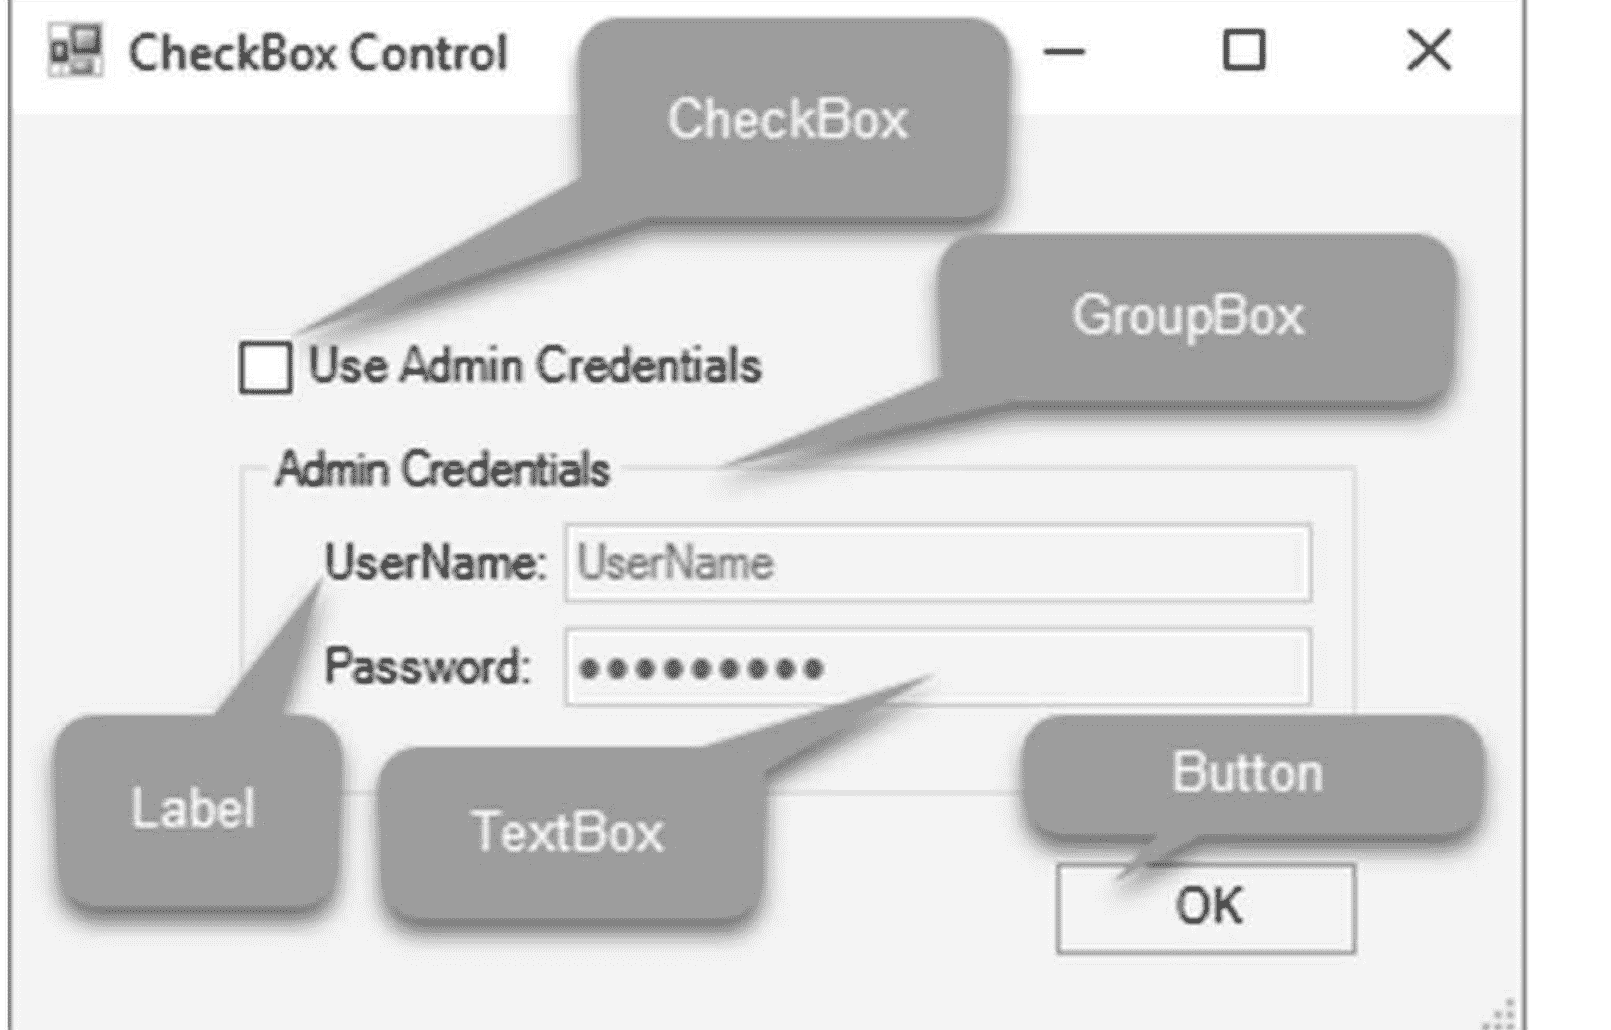 CheckBox Control
CheckBox
GroupBox
Use Admin Credentials
Admin Credentials
UserName: UserName
Password: ●●●●●●●●●
Label
TextBox
Button
OK